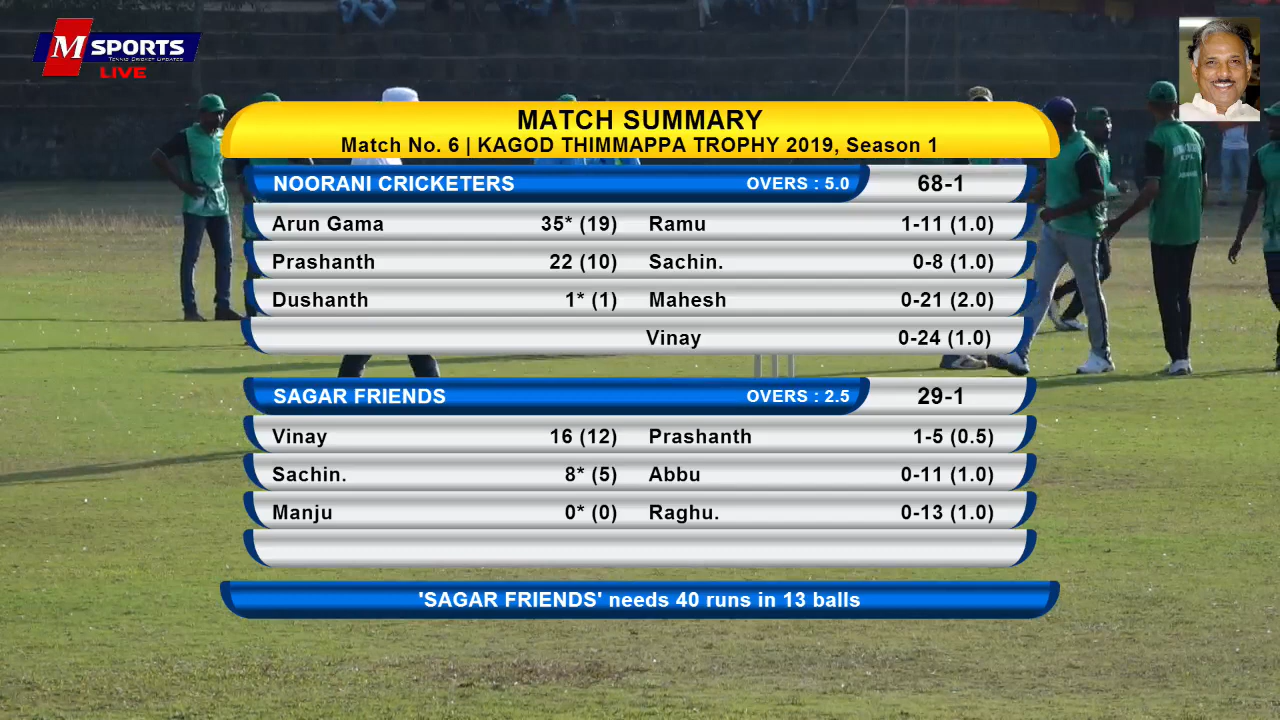 M SPORTS
TENNIS CRICKET UPDATES
LIVE
MATCH SUMMARY
Match No. 6 | KAGOD THIMMAPPA TROPHY 2019, Season 1
NOORANI CRICKETERS OVERS : 5.0 68-1
Arun Gama 35* (19) Ramu 1-11 (1.0)
Prashanth 22 (10) Sachin. 0-8 (1.0)
Dushanth 1* (1) Mahesh 0-21 (2.0)
Vinay 0-24 (1.0)
SAGAR FRIENDS OVERS : 2.5 29-1
Vinay 16 (12) Prashanth 1-5 (0.5)
Sachin. 8* (5) Abbu 0-11 (1.0)
Manju 0* (0) Raghu. 0-13 (1.0)
'SAGAR FRIENDS' needs 40 runs in 13 balls